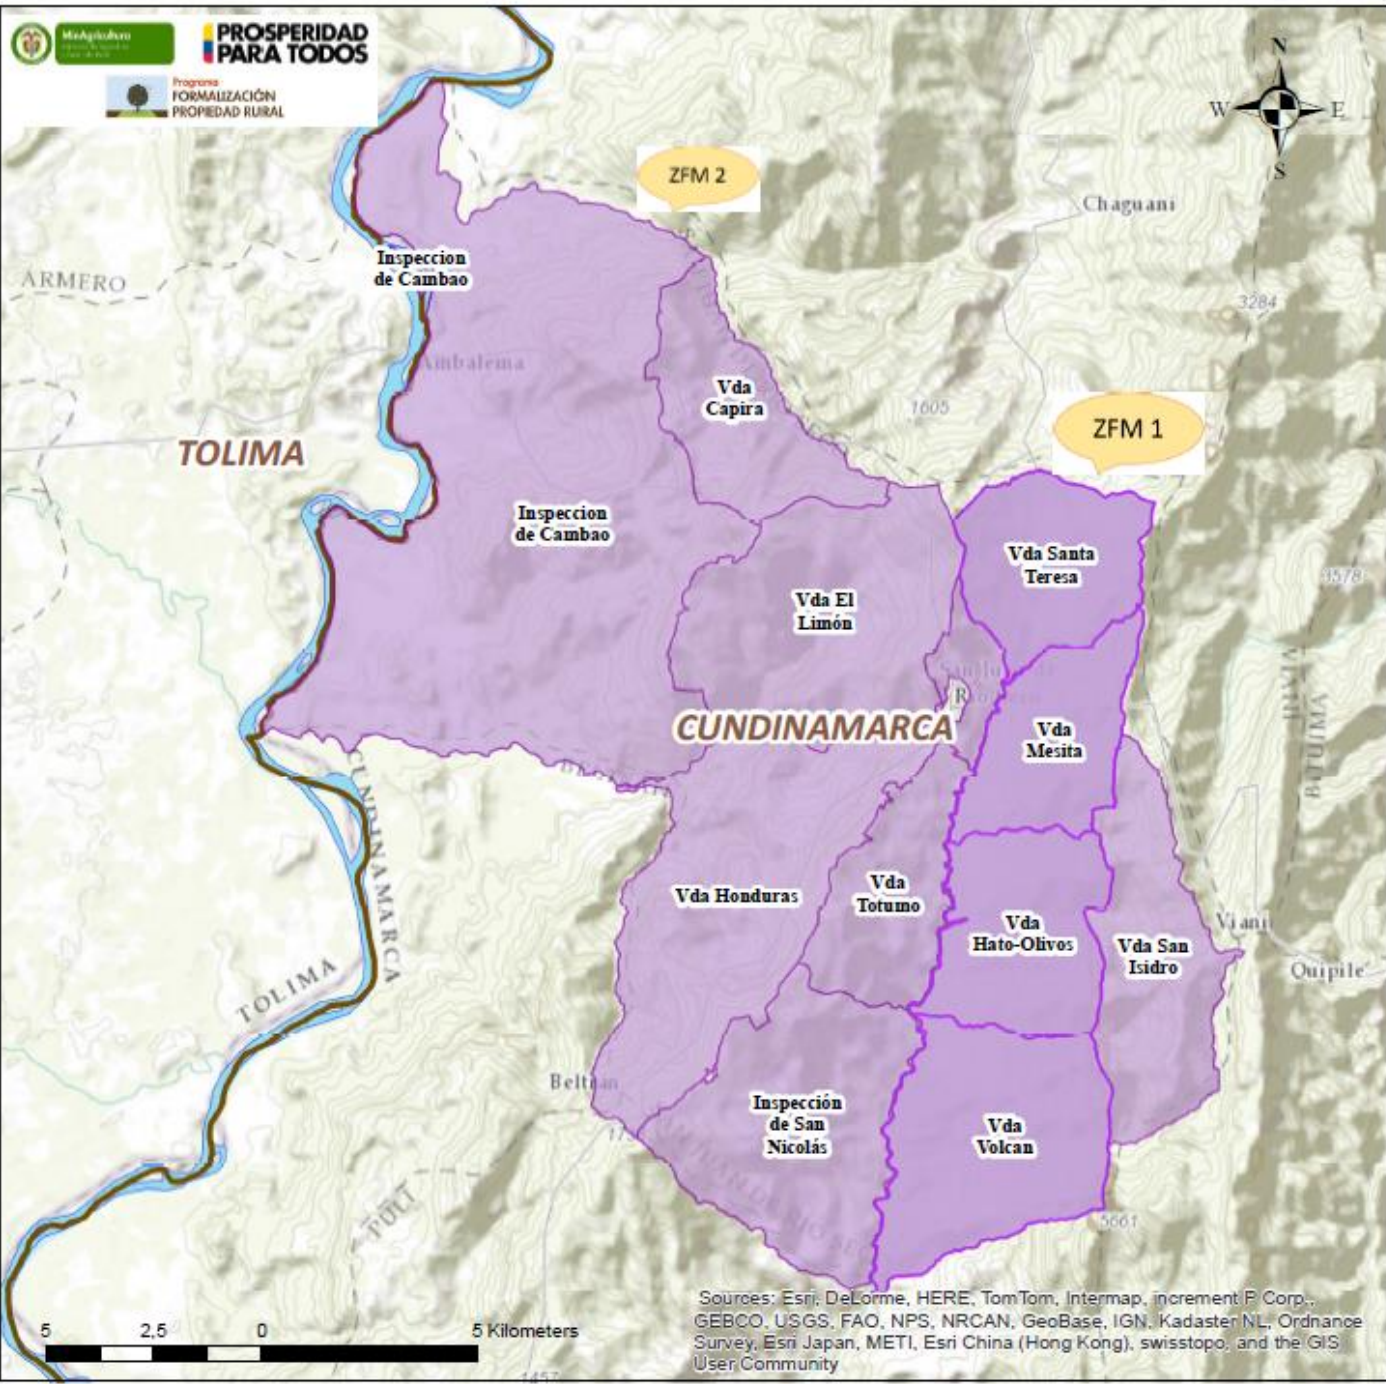 MinAgricultura
PROSPERIDAD
PARA TODOS
Programa
FORMALIZACIÓN
PROPIEDAD RURAL
N
W
E
S
ZFM 2
Chaguani
Inspeccion
de Cambao
ARMERO
3284
Ambalema
Vda
Capira
1605
ZFM 1
TOLIMA
Inspeccion
de Cambao
Vda Santa
Teresa
3578
Vda El
Limón
R
CUNDINAMARCA
Vda
Mesita
VIANI
BITUIMA
CUNDINAMARCA
Vda Honduras
Vda
Totumo
Vda
Hato-Olivos
Vda San
Isidro
Viani
Quipile
TOLIMA
Beltran
Inspección
de San
Nicolás
Vda
Volcan
PULI
5661
5
2,5
0
5 Kilometers
Sources: Esri, DeLorme, HERE, TomTom, Intermap, increment P Corp.,
GEBCO, USGS, FAO, NPS, NRCAN, GeoBase, IGN, Kadaster NL, Ordnance
Survey, Esri Japan, METI, Esri China (Hong Kong), swisstopo, and the GIS
User Community
1457